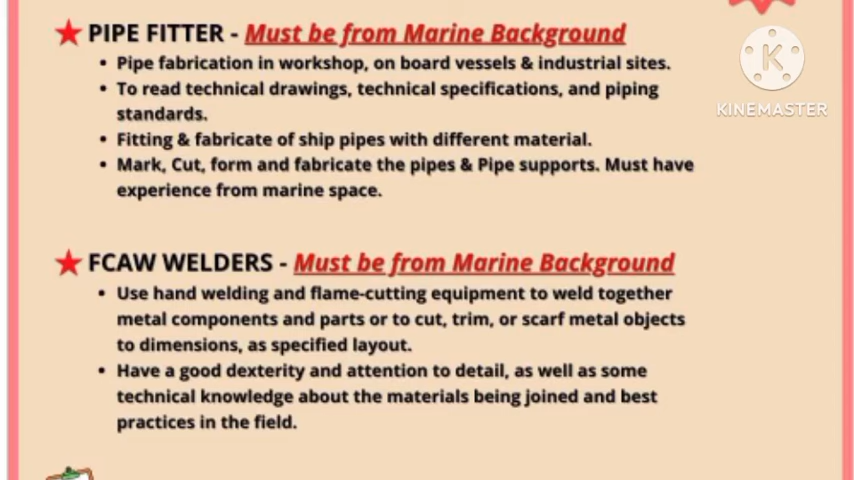 PIPE FITTER - Must be from Marine Background
• Pipe fabrication in workshop, on board vessels & industrial sites.
• To read technical drawings, technical specifications, and piping
standards.
• Fitting & fabricate of ship pipes with different material.
• Mark, Cut, form and fabricate the pipes & Pipe supports. Must have
experience from marine space.
K
KINEMASTER
FCAW WELDERS - Must be from Marine Background
• Use hand welding and flame-cutting equipment to weld together
metal components and parts or to cut, trim, or scarf metal objects
to dimensions, as specified layout.
• Have a good dexterity and attention to detail, as well as some
technical knowledge about the materials being joined and best
practices in the field.